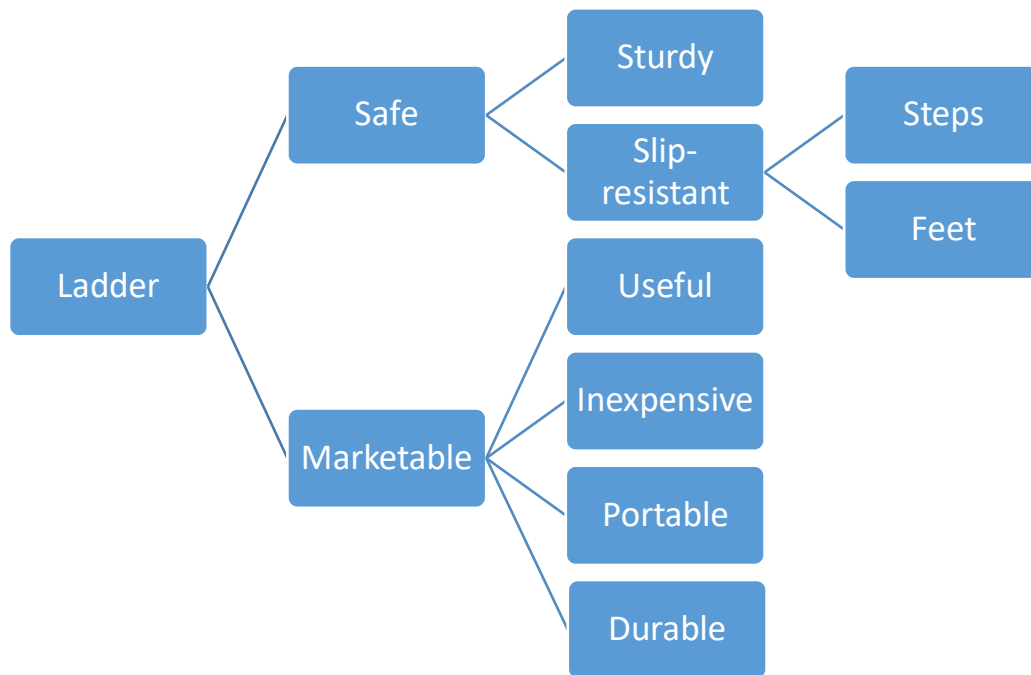 Ladder
Safe
Sturdy
Slip-
resistant
Steps
Feet
Marketable
Useful
Inexpensive
Portable
Durable